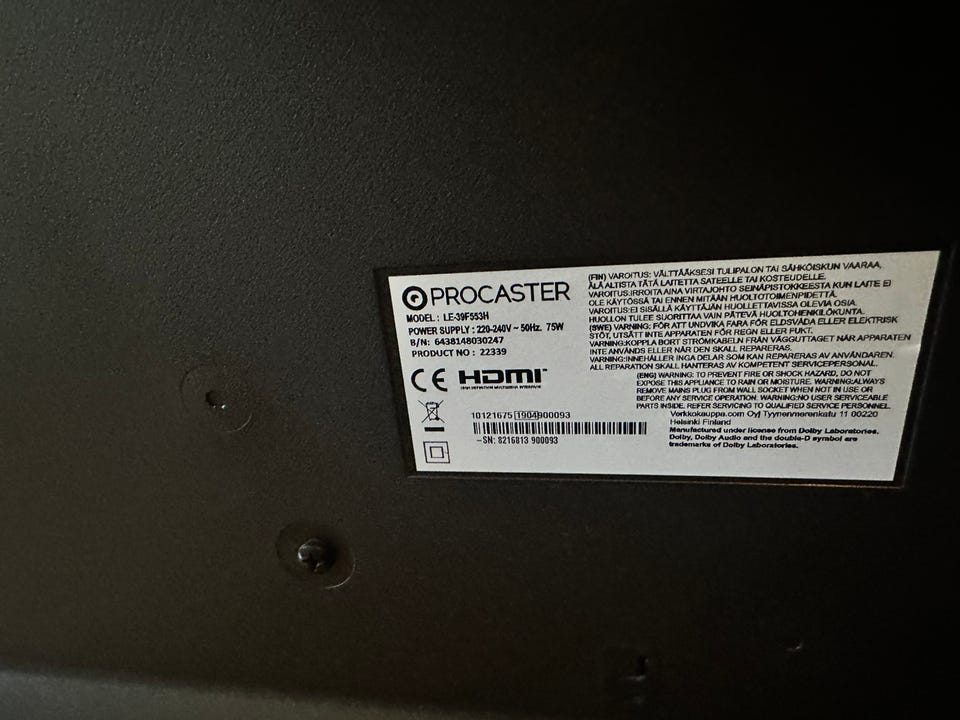 PROCASTER
MODEL : LE-39F553H
POWER SUPPLY : 220-240V ~ 50Hz. 75W
B/N: 6438148030247
PRODUCT NO : 22339
CE HDMI
HIGH DEFINITION MULTIMEDIA INTERFACE
10121675 1904 900093
-SN: 8216813 900093
(FIN) VAROITUS: VÄLTTÄÄKSESI TULIPALON TAI SÄHKÖISKUN VAARAA,
ÄLÄ ALTISTA TÄTÄ LAITETTA SATEELLE TAI KOSTEUDELLE.
VAROITUS:IRROITA AINA VIRTAJOHTO SEINÄPISTOKKEESTA KUN LAITE EI
OLE KÄYTÖSSÄ TAI ENNEN MITÄÄN HUOLTOTOIMENPIDETTÄ.
VAROITUS:EI SISÄLLÄ KÄYTTÄJÄN HUOLLETTAVISSA OLEVIA OSIA.
HUOLLON TULEE SUORITTAA VAIN PÄTEVÄ HUOLTOHENKILÖKUNTA.
(SWE) VARNING: FÖR ATT UNDVIKA FARA FÖR ELDSVÅDA ELLER ELEKTRISK
STÖT, UTSÄTT INTE APPARATEN FÖR REGN ELLER FUKT.
VARNING:KOPPLA BORT STRÖMKABELN FRÅN VÄGGUTTAGET NÄR APPARATEN
INTE ANVÄNDS ELLER NÄR DEN SKALL REPARERAS.
VARNING:INNEHÅLLER INGA DELAR SOM KAN REPARERAS AV ANVÄNDAREN.
ALL REPARATION SKALL HANTERAS AV KOMPETENT SERVICEPERSONAL.
(ENG) WARNING: TO PREVENT FIRE OR SHOCK HAZARD, DO NOT
EXPOSE THIS APPLIANCE TO RAIN OR MOISTURE. WARNING:ALWAYS
REMOVE MAINS PLUG FROM WALL SOCKET WHEN NOT IN USE OR
BEFORE ANY SERVICE OPERATION. WARNING:NO USER SERVICEABLE
PARTS INSIDE. REFER SERVICING TO QUALIFIED SERVICE PERSONNEL.
Verkkokauppa.com Oyj Tyynenmerenkatu 11 00220
Helsinki Finland
Manufactured under license from Dolby Laboratories.
Dolby, Dolby Audio and the double-D symbol are
trademarks of Dolby Laboratories.